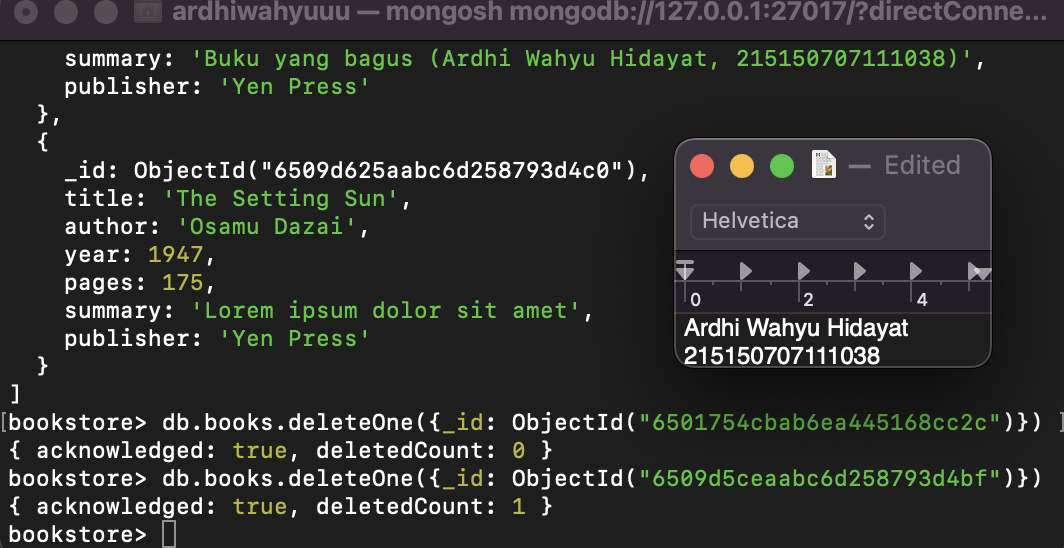 ardhiwahyuuu — mongosh mongodb://127.0.0.1:27017/?directConne...
summary: 'Buku yang bagus (Ardhi Wahyu Hidayat, 215150707111038)',
publisher: 'Yen Press'
},
{
_id: ObjectId("6509d625aabc6d258793d4c0"),
title: 'The Setting Sun',
author: 'Osamu Dazai',
year: 1947,
pages: 175,
summary: 'Lorem ipsum dolor sit amet',
publisher: 'Yen Press'
}
]
[bookstore> db.books.deleteOne({_id: ObjectId("6501754cbab6ea445168cc2c")}) ]
{ acknowledged: true, deletedCount: 0 }
bookstore> db.books.deleteOne({_id: ObjectId("6509d5ceaabc6d258793d4bf")})
{ acknowledged: true, deletedCount: 1 }
bookstore>
— Edited
Helvetica
0 2 4
Ardhi Wahyu Hidayat
215150707111038